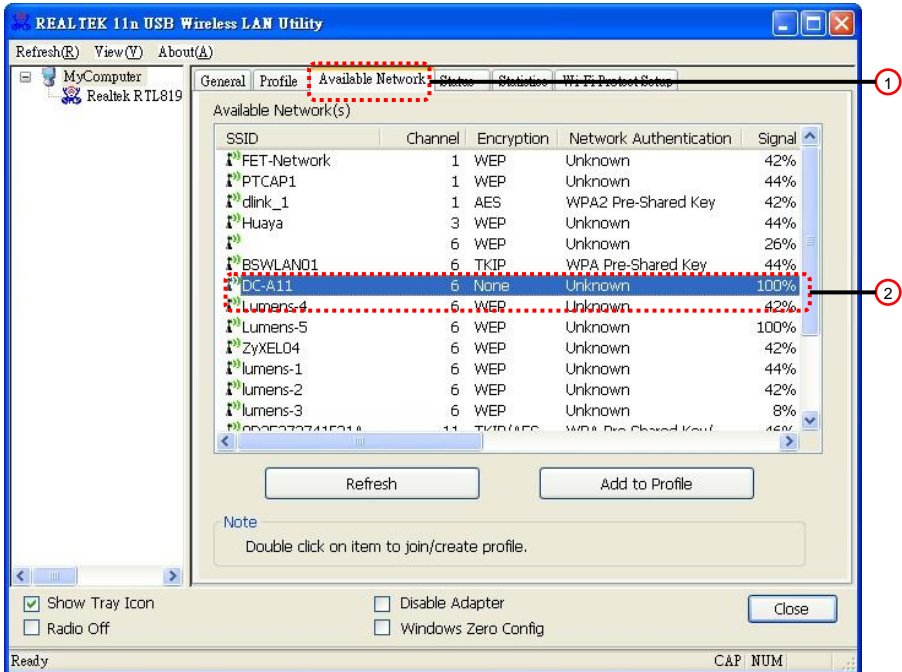 REALTEK 11n USB Wireless LAN Utility
Refresh(R) View(V) About(A)
MyComputer
Realtek RTL819
General Profile Available Network Status Statistics Wi-Fi Protect Setup
1
Available Network(s)
SSID Channel Encryption Network Authentication Signal
FET-Network 1 WEP Unknown 42%
PTCAP1 1 WEP Unknown 44%
dlink_1 1 AES WPA2 Pre-Shared Key 42%
Huaya 3 WEP Unknown 44%
6 WEP Unknown 26%
BSWLAN01 6 TKIP WPA Pre-Shared Key 44%
DC-A11 6 None Unknown 100%
2
Lumens-4 6 WEP Unknown 42%
Lumens-5 6 WEP Unknown 100%
ZyXEL04 6 WEP Unknown 42%
lumens-1 6 WEP Unknown 44%
lumens-2 6 WEP Unknown 42%
lumens-3 6 WEP Unknown 8%
11 46%
Refresh Add to Profile
Note
Double click on item to join/create profile.
Show Tray Icon Disable Adapter
Close
Radio Off Windows Zero Config
Ready CAP NUM